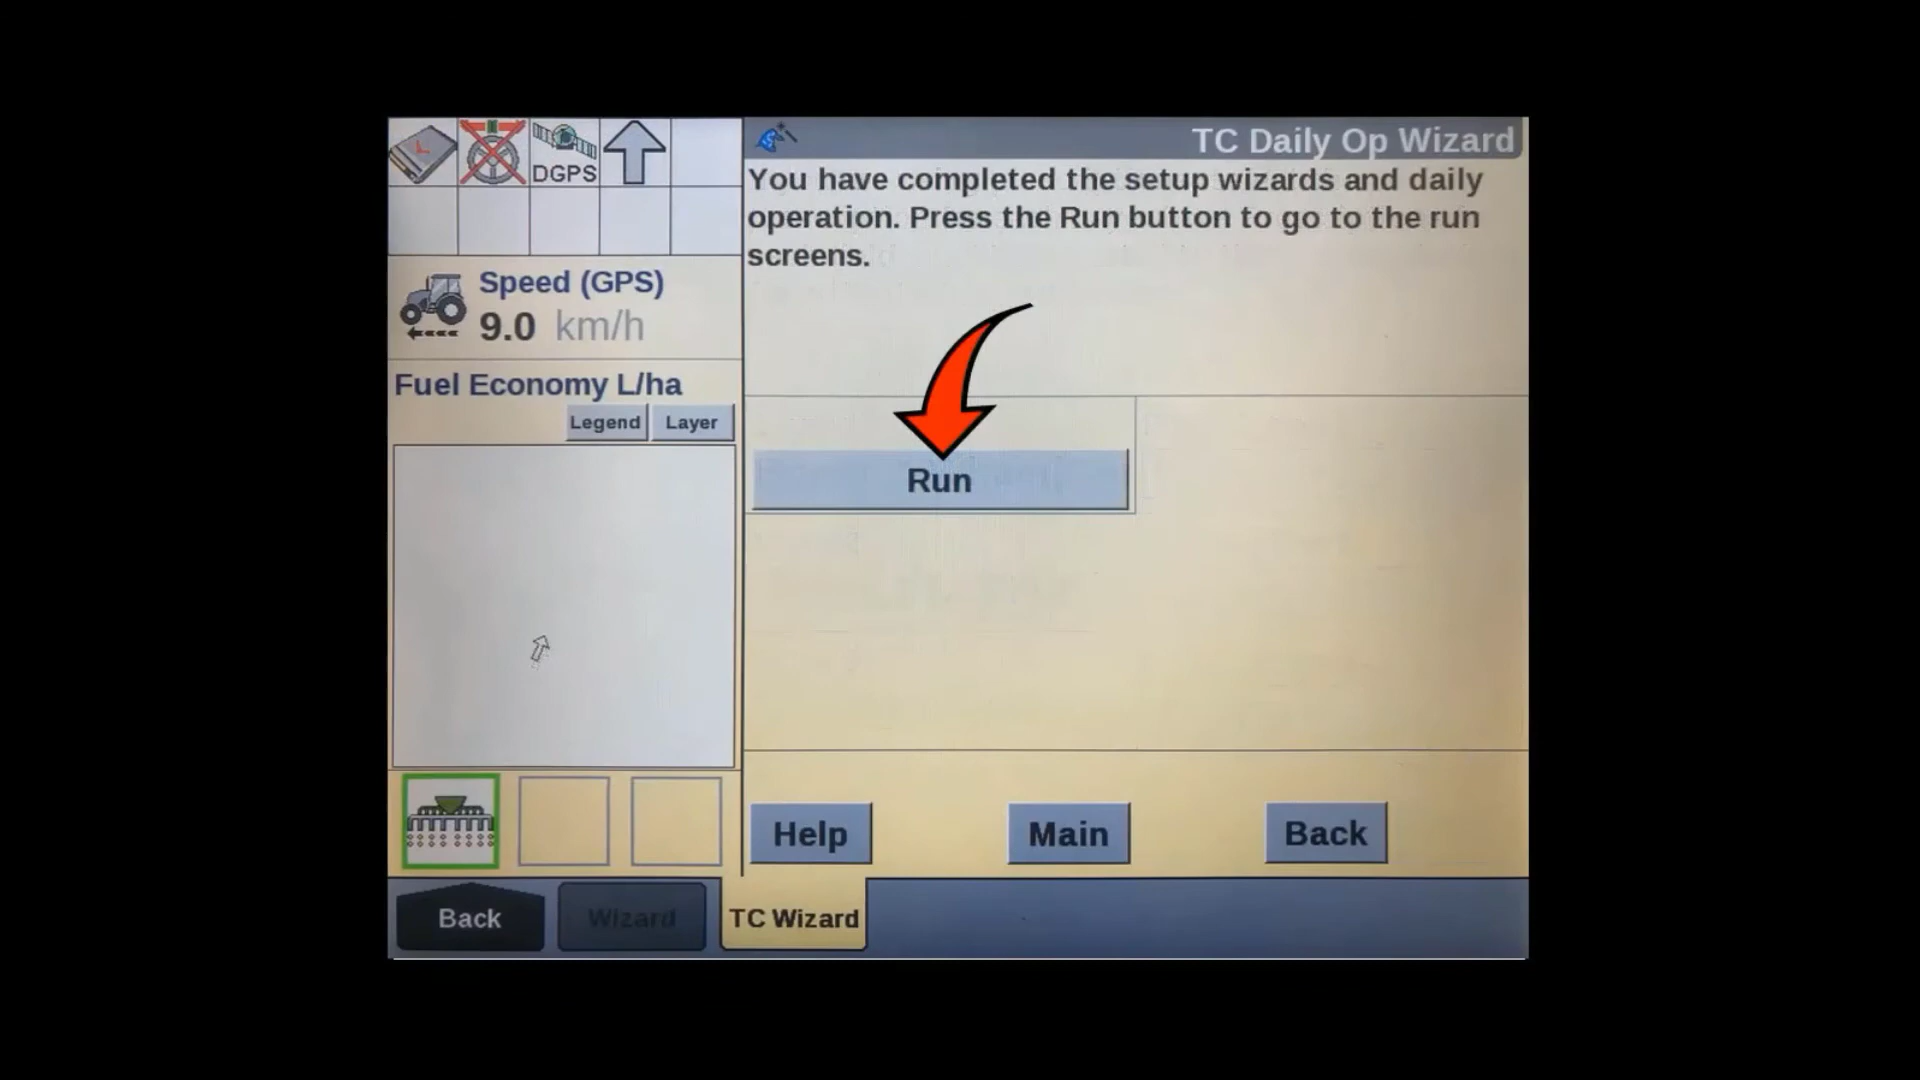 TC Daily Op Wizard
You have completed the setup wizards and daily
operation. Press the Run button to go to the run
screens.
DGPS
Speed (GPS)
9.0 km/h
Fuel Economy L/ha
Legend
Layer
Run
Help
Main
Back
Back
Wizard
TC Wizard